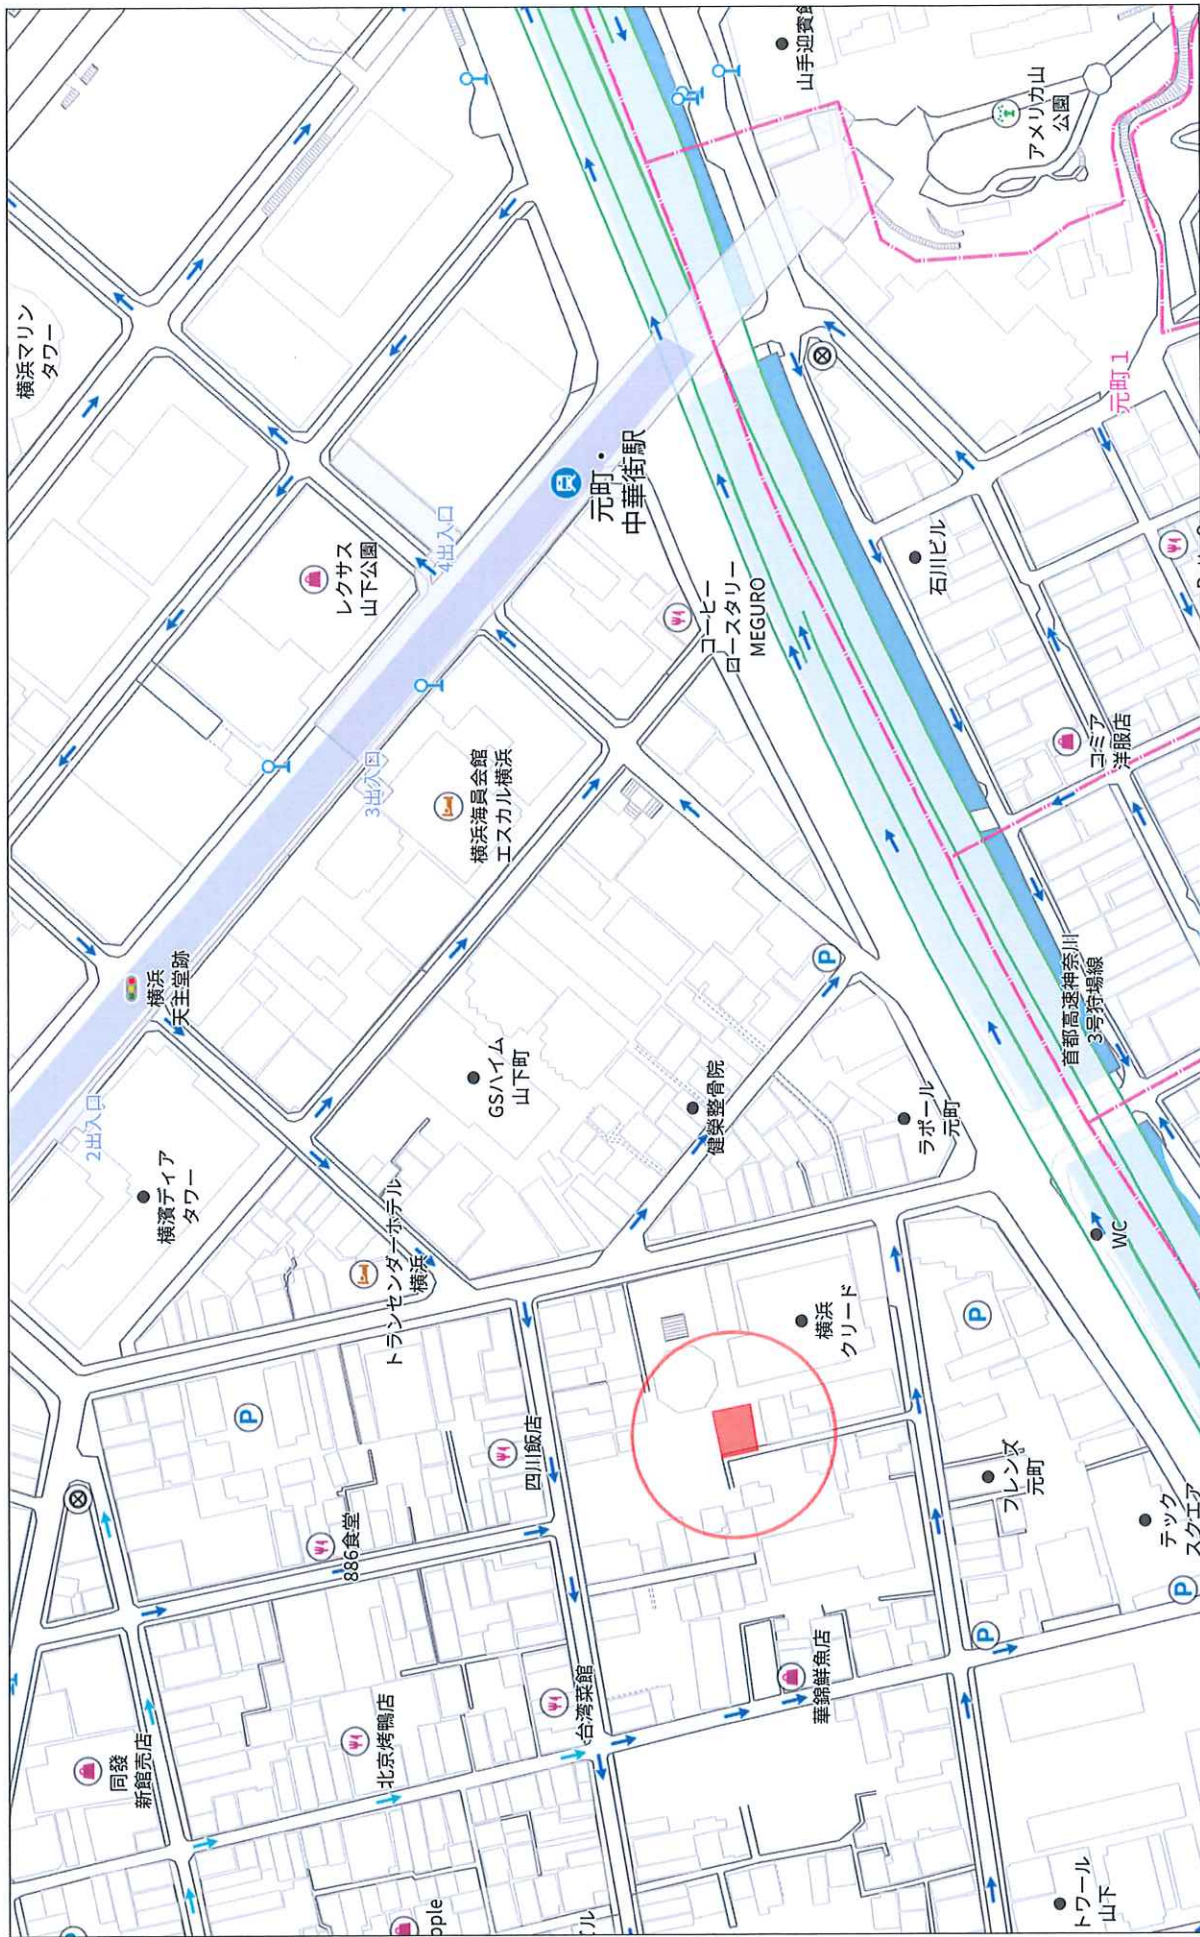 横浜マリン
タワー
2出入口
同發
新館売店
横浜
天主堂跡
横濱ディア
タワー
レクサス
山下公園
886食堂
3出入口
北京烤鴨店
トランセンダーホテル
横浜
4出入口
ople
横浜海員会館
エスカル横浜
GSハイム
山下町
四川飯店
台湾菜館
元町・
中華街駅
コーヒー
ロースタリー
MEGURO
健榮整骨院
山手迎賓館
華錦鮮魚店
横浜
クリード
石川ビル
ラポール
元町
フレンズ
元町
アメリカ山
公園
首都高速神奈川
3号狩場線
コミア
洋服店
トワール
山下
WC
元町1
テック
スクエア
P
P
P
P
P